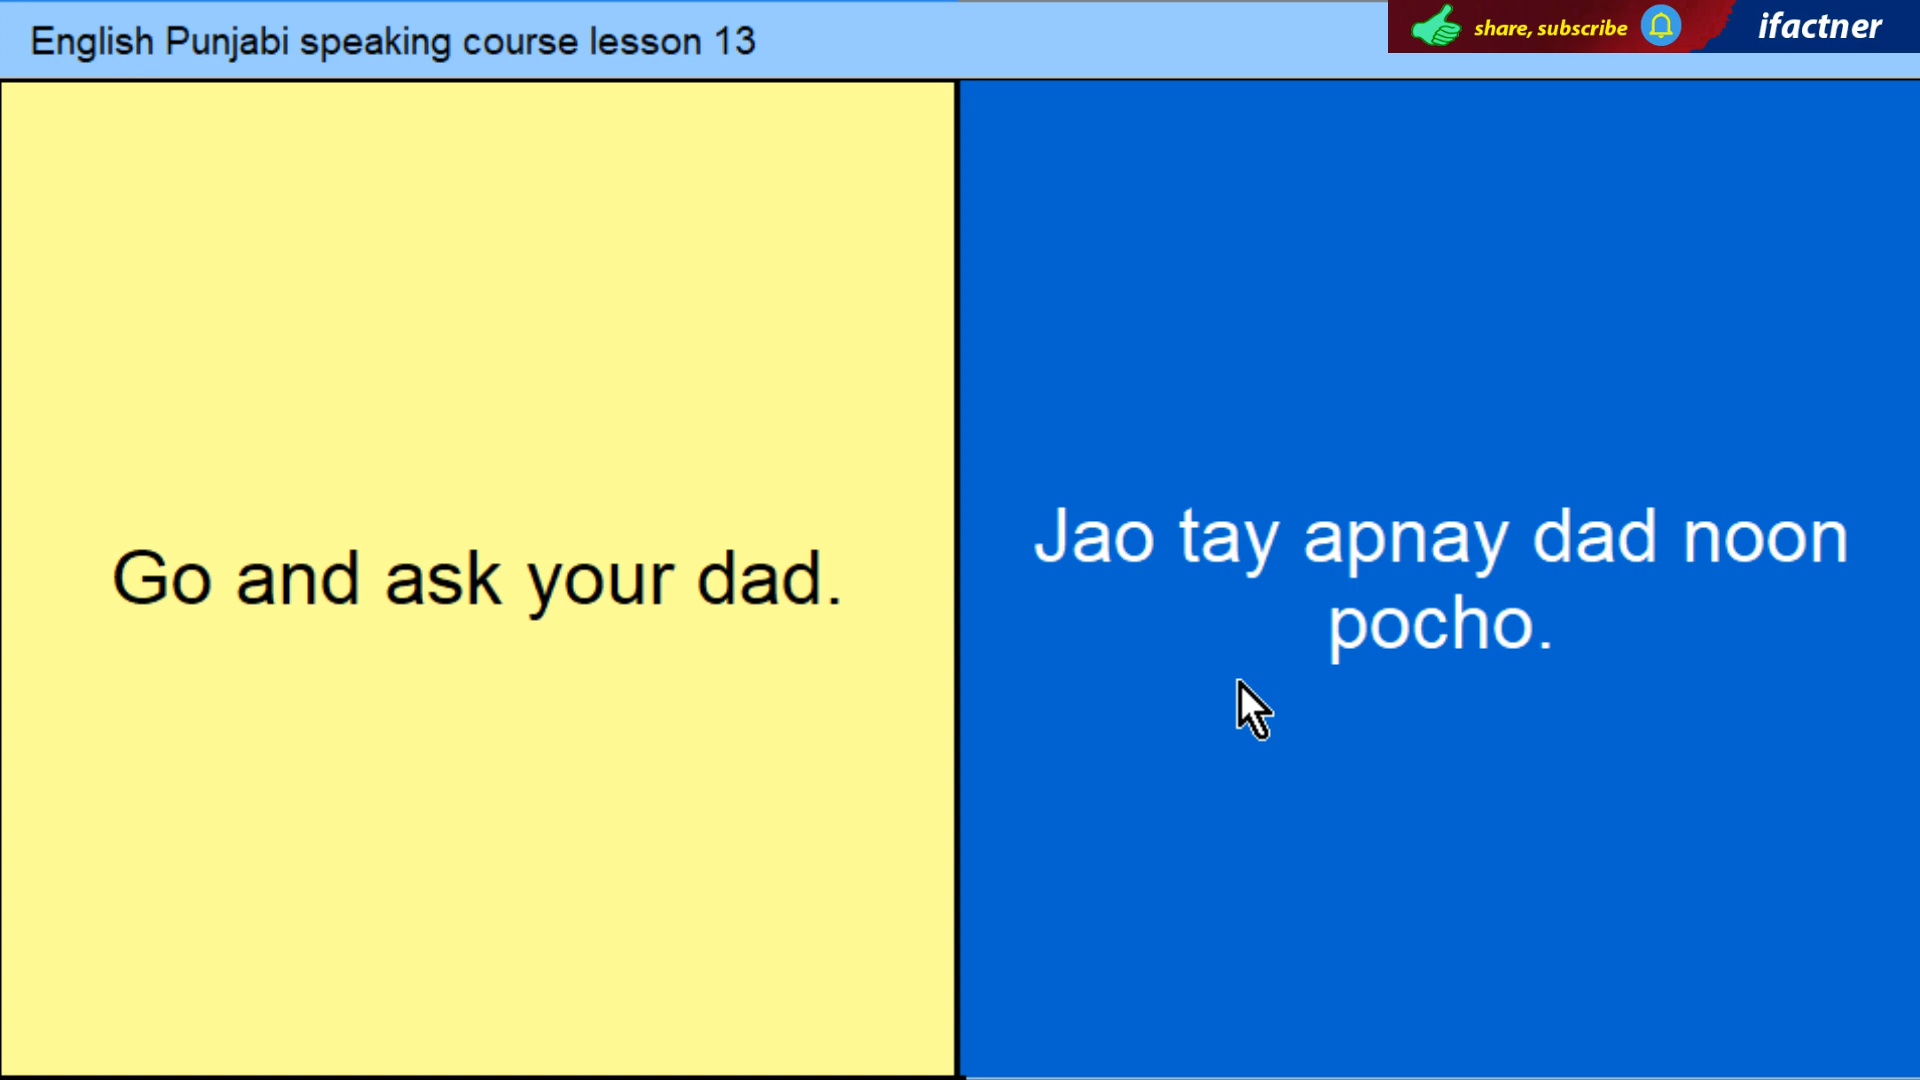 English Punjabi speaking course lesson 13
share, subscribe
ifactner
Go and ask your dad.
Jao tay apnay dad noon
pocho.